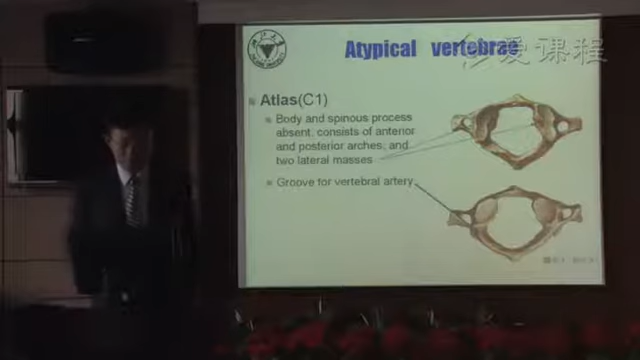 Atypical vertebrae
爱课程
Atlas(C1)
Body and spinous process
absent, consists of anterior
and posterior arches, and
two lateral masses
Groove for vertebral artery